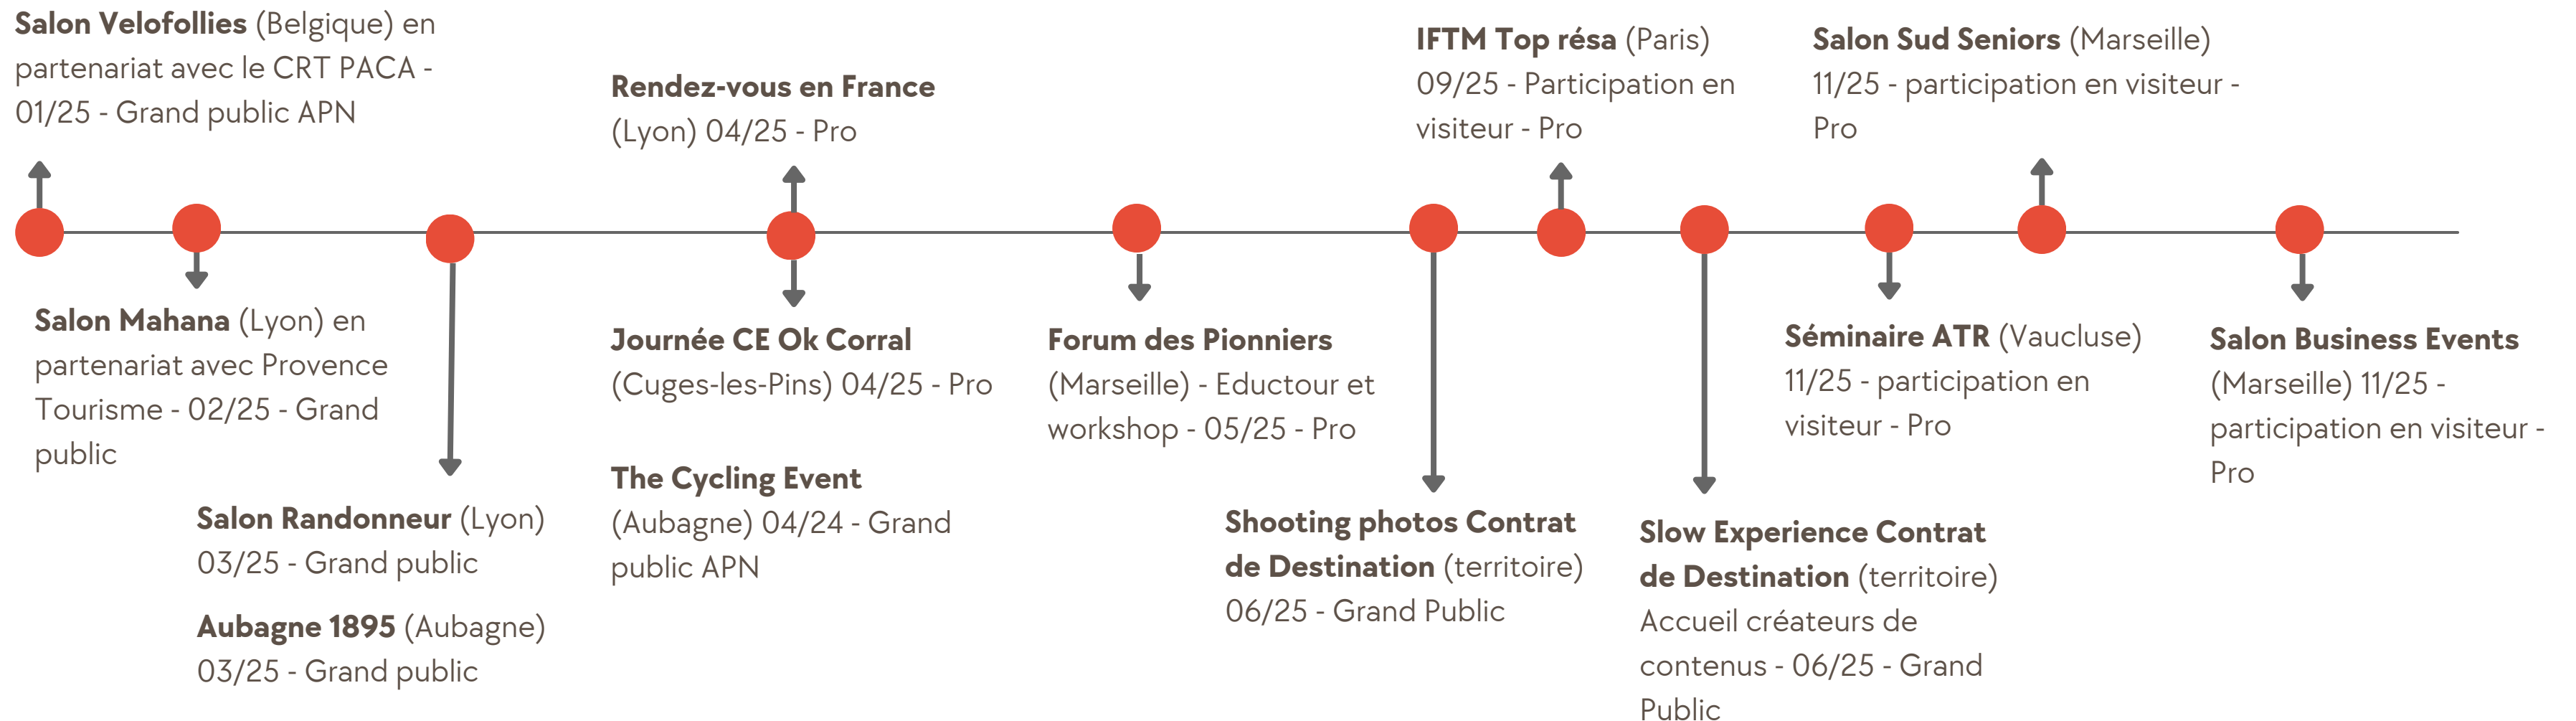 Salon Velofollies (Belgique) en
partenariat avec le CRT PACA -
01/25 - Grand public APN
Salon Mahana (Lyon) en
partenariat avec Provence
Tourisme - 02/25 - Grand
public
Salon Randonneur (Lyon)
03/25 - Grand public
Aubagne 1895 (Aubagne)
03/25 - Grand public
Rendez-vous en France
(Lyon) 04/25 - Pro
Journée CE Ok Corral
(Cuges-les-Pins) 04/25 - Pro
The Cycling Event
(Aubagne) 04/24 - Grand
public APN
Forum des Pionniers
(Marseille) - Eductour et
workshop - 05/25 - Pro
Shooting photos Contrat
de Destination (territoire)
06/25 - Grand Public
IFTM Top résa (Paris)
09/25 - Participation en
visiteur - Pro
Slow Experience Contrat
de Destination (territoire)
Accueil créateurs de
contenus - 06/25 - Grand
Public
Séminaire ATR (Vaucluse)
11/25 - participation en
visiteur - Pro
Salon Sud Seniors (Marseille)
11/25 - participation en visiteur -
Pro
Salon Business Events
(Marseille) 11/25 -
participation en visiteur -
Pro